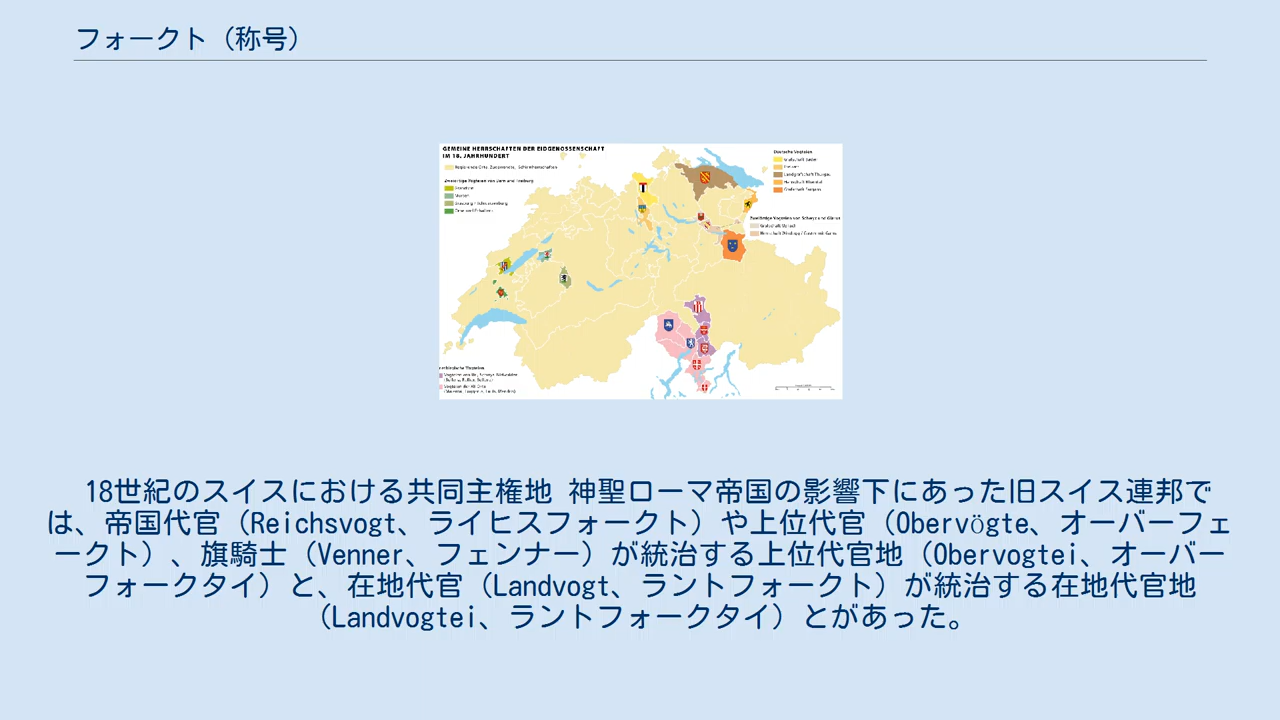 フォークト（称号）
GEMEINE HERRSCHAFTEN DER EIDGENOSSENSCHAFT
IM 18. JAHRHUNDERT
18世紀のスイスにおける共同主権地 神聖ローマ帝国の影響下にあった旧スイス連邦で
は、帝国代官（Reichsvogt、ライヒスフォークト）や上位代官（Obervögte、オーバーフェ
ークト）、旗騎士（Venner、フェンナー）が統治する上位代官地（Obervogtei、オーバー
フォークタイ）と、在地代官（Landvogt、ラントフォークト）が統治する在地代官地
（Landvogtei、ラントフォークタイ）とがあった。